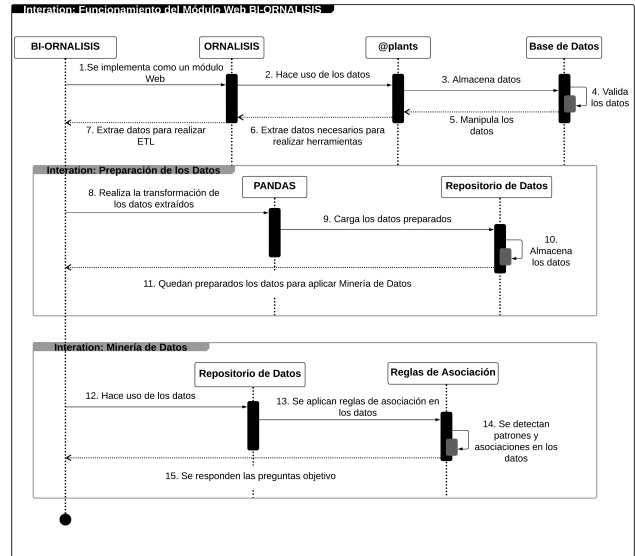 Interation: Funcionamiento del Módulo Web BI-ORNALISIS
BI-ORNALISIS
ORNALISIS
@plants
Base de Datos
1.Se implementa como un módulo
Web
2. Hace uso de los datos
3. Almacena datos
4. Valida
los datos
5. Manipula los
datos
6. Extrae datos necesarios para
realizar herramientas
7. Extrae datos para realizar
ETL
Interation: Preparación de los Datos
PANDAS
Repositorio de Datos
8. Realiza la transformación de
los datos extraídos
9. Carga los datos preparados
10.
Almacena
los datos
11. Quedan preparados los datos para aplicar Minería de Datos
Interation: Minería de Datos
Repositorio de Datos
Reglas de Asociación
12. Hace uso de los datos
13. Se aplican reglas de asociación en
los datos
14. Se detectan
patrones y
asociaciones en los
datos
15. Se responden las preguntas objetivo